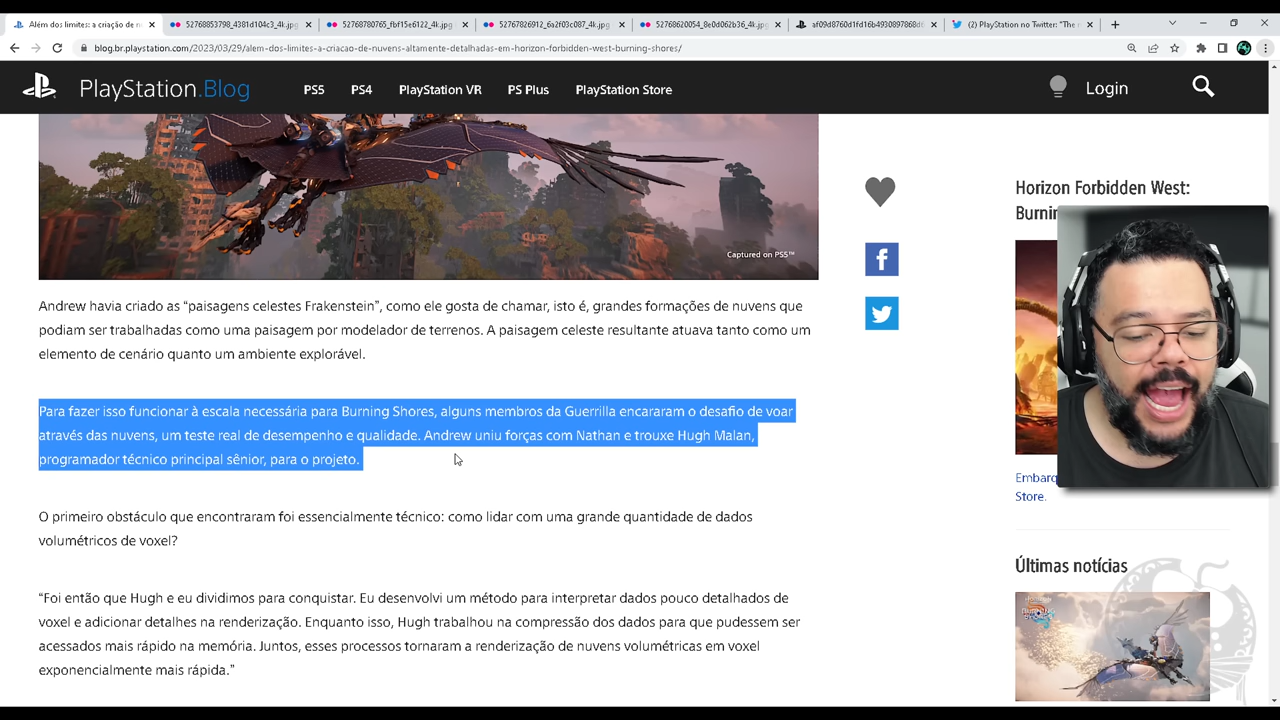 Além dos limites: a criação de n
52768853798_4381d104c3_4k.jpg
52768780765_fbf15e6122_4k.jpg
52767826912_6a2f03c087_4k.jpg
52768620054_8e0d062b36_4k.jpg
af09d8760d1fd16b4930897868df
(2) PlayStation no Twitter: "The n
blog.br.playstation.com/2023/03/29/alem-dos-limites-a-criacao-de-nuvens-altamente-detalhadas-em-horizon-forbidden-west-burning-shores/
PlayStation.Blog
PS5
PS4
PlayStation VR
PS Plus
PlayStation Store
Login
Captured on PS5™
Andrew havia criado as “paisagens celestes Frakenstein”, como ele gosta de chamar, isto é, grandes formações de nuvens que
podiam ser trabalhadas como uma paisagem por modelador de terrenos. A paisagem celeste resultante atuava tanto como um
elemento de cenário quanto um ambiente explorável.
Para fazer isso funcionar à escala necessária para Burning Shores, alguns membros da Guerrilla encararam o desafio de voar
através das nuvens, um teste real de desempenho e qualidade. Andrew uniu forças com Nathan e trouxe Hugh Malan,
programador técnico principal sênior, para o projeto.
O primeiro obstáculo que encontraram foi essencialmente técnico: como lidar com uma grande quantidade de dados
volumétricos de voxel?
“Foi então que Hugh e eu dividimos para conquistar. Eu desenvolvi um método para interpretar dados pouco detalhados de
voxel e adicionar detalhes na renderização. Enquanto isso, Hugh trabalhou na compressão dos dados para que pudessem ser
acessados mais rápido na memória. Juntos, esses processos tornaram a renderização de nuvens volumétricas em voxel
exponencialmente mais rápida.”
Horizon Forbidden West:
Burnin
Embarq
Store.
Últimas notícias